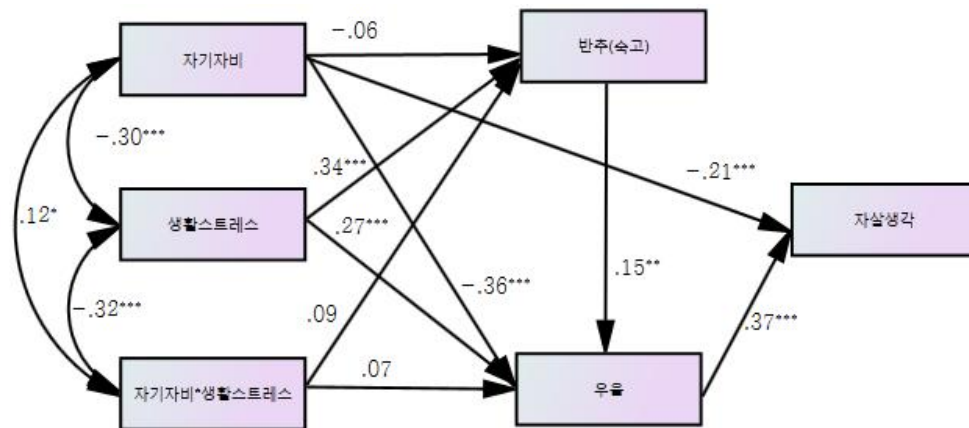 자기자비
-.06
반추(숙고)
-.30***
.34***
-.21***
.12*
생활스트레스
.27***
자살생각
-.32***
.09
-.36***
.15**
.37***
자기자비*생활스트레스
.07
우울